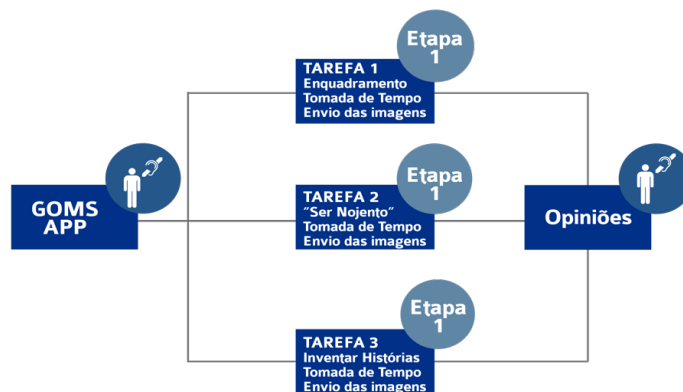 Etapa
1
TAREFA 1
Enquadramento
Tomada de Tempo
Envio das imagens
GOMS
APP
Etapa
1
TAREFA 2
“Ser Nojento”
Tomada de Tempo
Envio das imagens
Opiniões
Etapa
1
TAREFA 3
Inventar Histórias
Tomada de Tempo
Envio das imagens